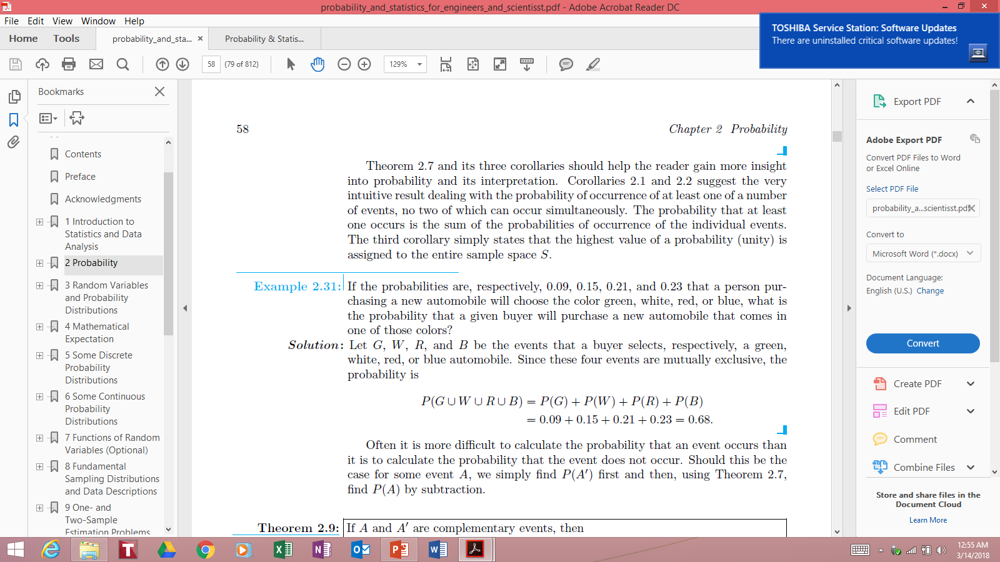 probability_and_statistics_for_engineers_and_scientisst.pdf - Adobe Acrobat Reader DC
File Edit View Window Help
Home Tools probability_and_sta... × Probability & Statis...
TOSHIBA Service Station: Software Updates
There are uninstalled critical software updates!
58 (79 of 812) 129%
Bookmarks
Contents
Preface
Acknowledgments
1 Introduction to
Statistics and Data
Analysis
2 Probability
3 Random Variables
and Probability
Distributions
4 Mathematical
Expectation
5 Some Discrete
Probability
Distributions
6 Some Continuous
Probability
Distributions
7 Functions of Random
Variables (Optional)
8 Fundamental
Sampling Distributions
and Data Descriptions
9 One- and
Two-Sample
Estimation Problems
58 Chapter 2 Probability
Theorem 2.7 and its three corollaries should help the reader gain more insight
into probability and its interpretation. Corollaries 2.1 and 2.2 suggest the very
intuitive result dealing with the probability of occurrence of at least one of a number
of events, no two of which can occur simultaneously. The probability that at least
one occurs is the sum of the probabilities of occurrence of the individual events.
The third corollary simply states that the highest value of a probability (unity) is
assigned to the entire sample space S.
Example 2.31: If the probabilities are, respectively, 0.09, 0.15, 0.21, and 0.23 that a person pur-
chasing a new automobile will choose the color green, white, red, or blue, what is
the probability that a given buyer will purchase a new automobile that comes in
one of those colors?
Solution: Let G, W, R, and B be the events that a buyer selects, respectively, a green,
white, red, or blue automobile. Since these four events are mutually exclusive, the
probability is
P(G ∪ W ∪ R ∪ B) = P(G) + P(W) + P(R) + P(B)
= 0.09 + 0.15 + 0.21 + 0.23 = 0.68.
Often it is more difficult to calculate the probability that an event occurs than
it is to calculate the probability that the event does not occur. Should this be the
case for some event A, we simply find P(A′) first and then, using Theorem 2.7,
find P(A) by subtraction.
Theorem 2.9: If A and A′ are complementary events, then
Export PDF
Adobe Export PDF
Convert PDF Files to Word
or Excel Online
Select PDF File
probability_a...scientisst.pdf
Convert to
Microsoft Word (*.docx)
Document Language:
English (U.S.) Change
Convert
Create PDF
Edit PDF
Comment
Combine Files
Store and share files in the
Document Cloud
Learn More
12:55 AM
3/14/2018